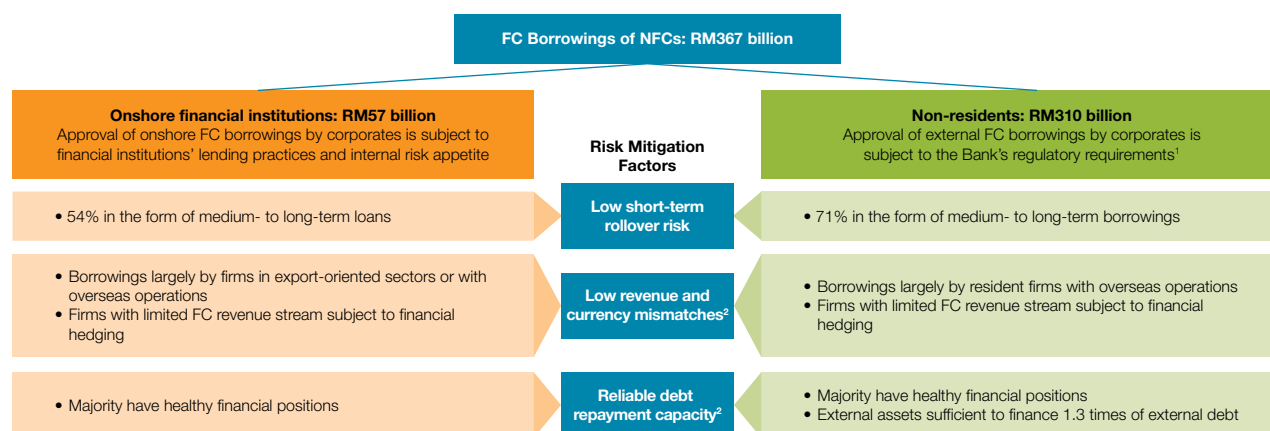 FC Borrowings of NFCs: RM367 billion
Onshore financial institutions: RM57 billion
Approval of onshore FC borrowings by corporates is subject to
financial institutions' lending practices and internal risk appetite
Risk Mitigation
Factors
Non-residents: RM310 billion
Approval of external FC borrowings by corporates is
subject to the Bank's regulatory requirements¹
• 54% in the form of medium- to long-term loans
Low short-term
rollover risk
• 71% in the form of medium- to long-term borrowings
• Borrowings largely by firms in export-oriented sectors or with
overseas operations
• Firms with limited FC revenue stream subject to financial
hedging
Low revenue and
currency mismatches²
• Borrowings largely by resident firms with overseas operations
• Firms with limited FC revenue stream subject to financial
hedging
• Majority have healthy financial positions
Reliable debt
repayment capacity²
• Majority have healthy financial positions
• External assets sufficient to finance 1.3 times of external debt